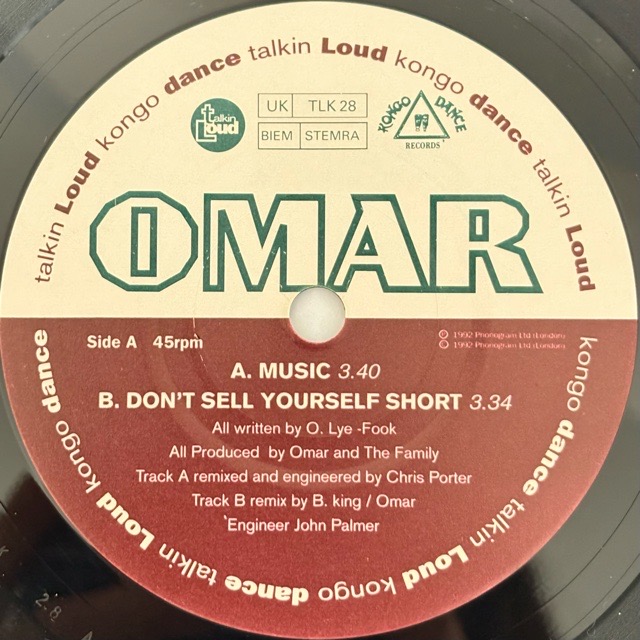 talkin Loud kongo dance talkin Loud kongo dance talkin Loud
talkin Loud
UK TLK 28
BIEM STEMRA
KONGO DANCE
RECORDS
OMAR
Side A 45rpm
℗ 1992 Phonogram Ltd (London)
© 1992 Phonogram Ltd (London)
A. MUSIC 3.40
B. DON'T SELL YOURSELF SHORT 3.34
All written by O. Lye -Fook
All Produced by Omar and The Family
Track A remixed and engineered by Chris Porter
Track B remix by B. king / Omar
'Engineer John Palmer
kongo dance talkin Loud kongo dance talkin Loud kongo dance
2.8